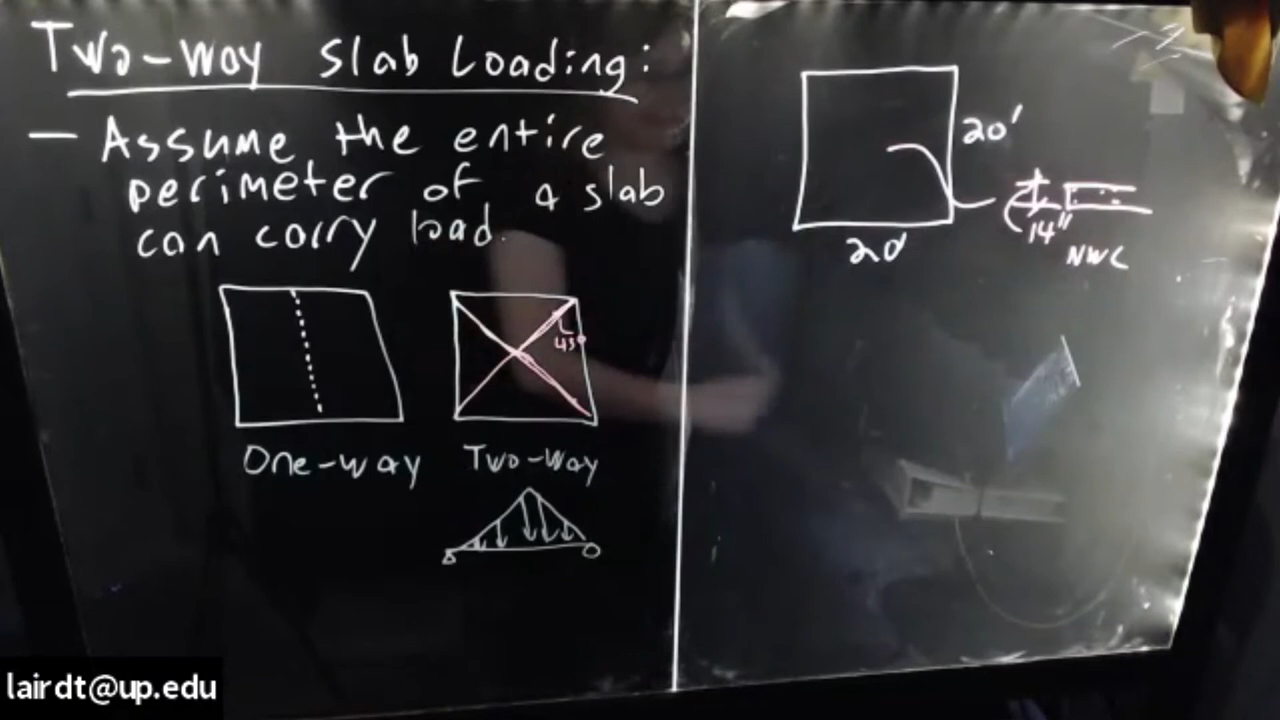 Two-way Slab Loading:
— Assume the entire
perimeter of a slab
can carry load.
One-way
Two-Way
45
20'
20'
14"
NWC
lairdt@up.edu